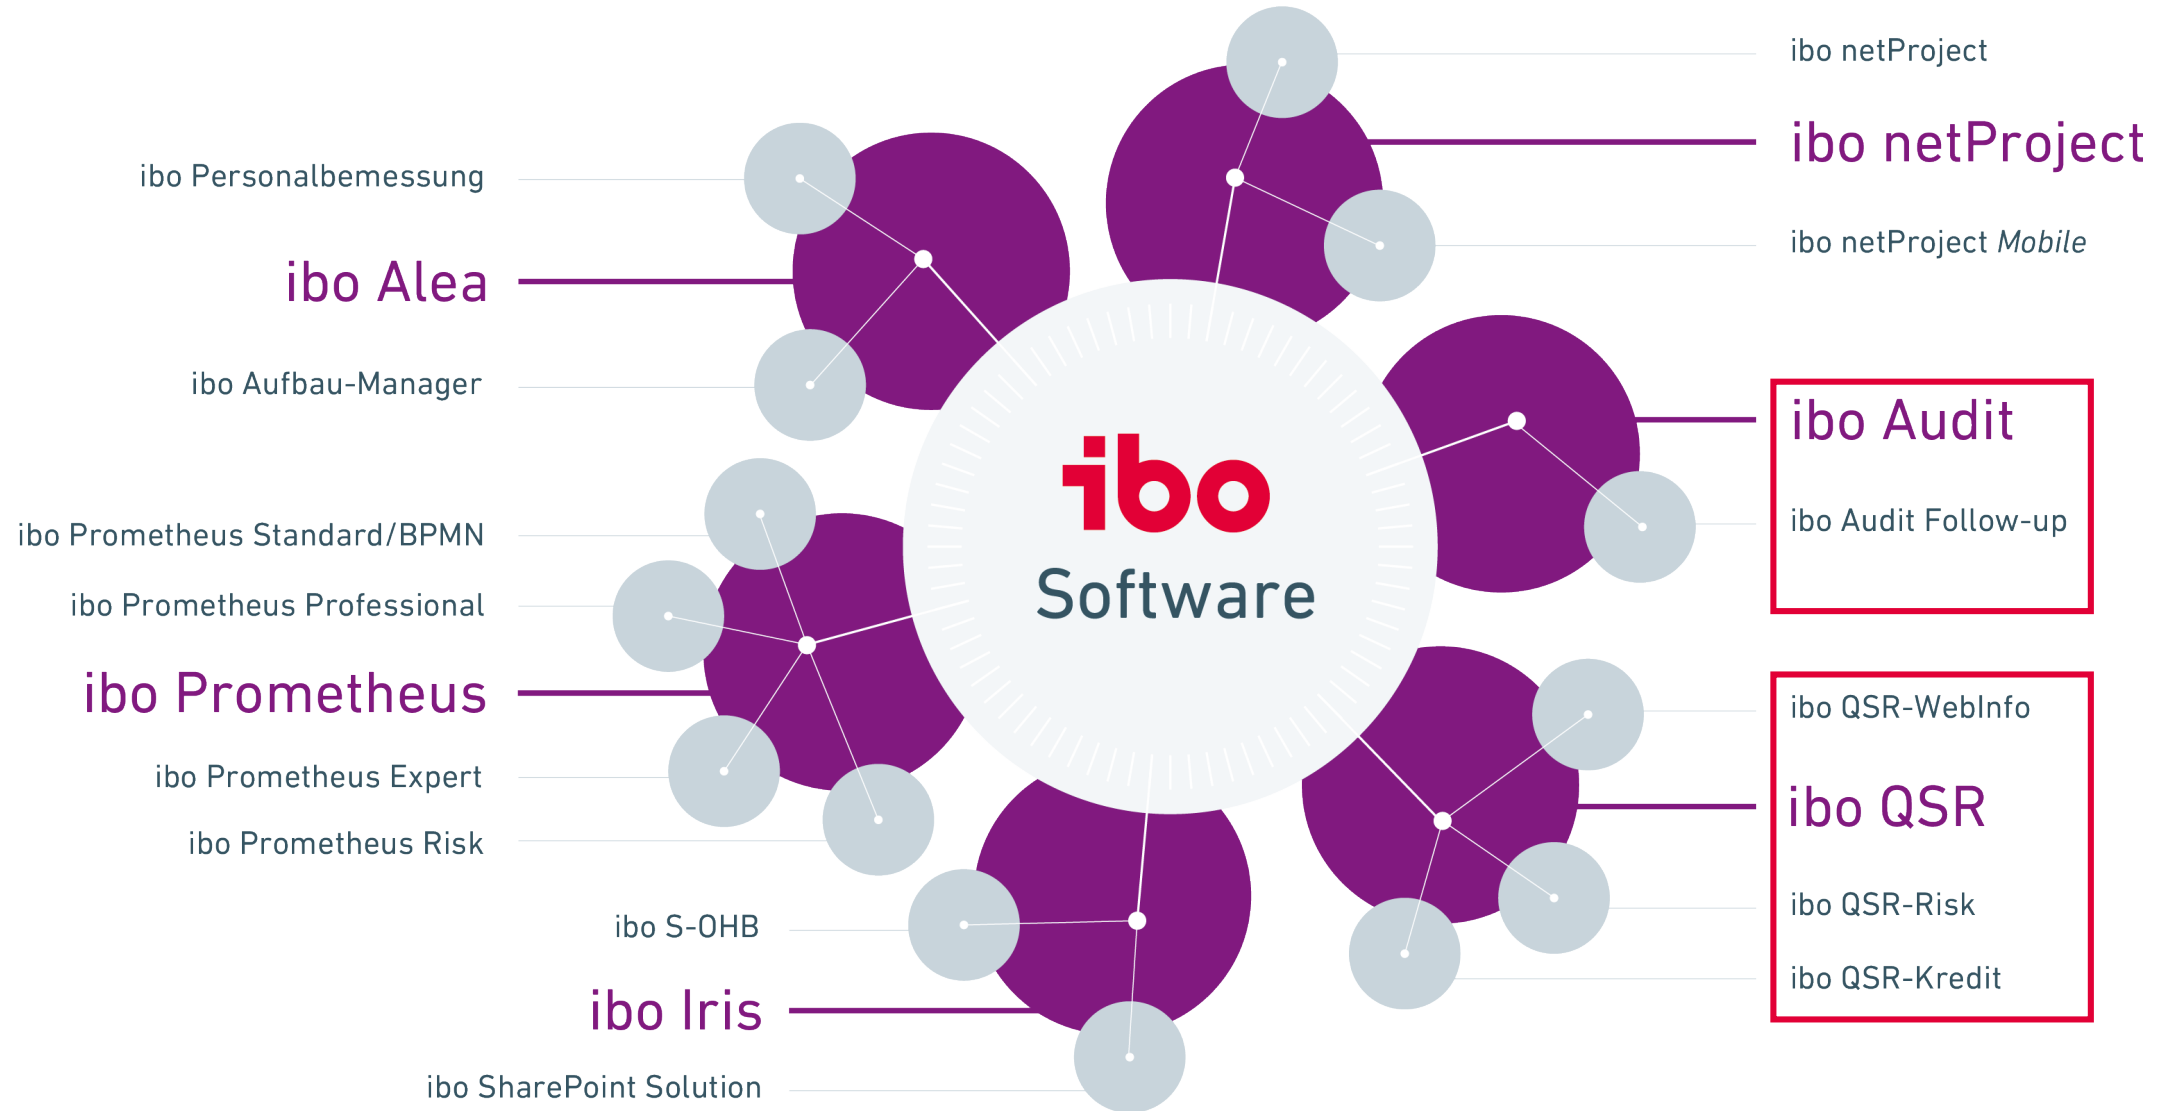 ibo netProject
ibo netProject
ibo netProject Mobile
ibo Audit
ibo Audit Follow-up
ibo QSR-WebInfo
ibo QSR
ibo QSR-Risk
ibo QSR-Kredit
ibo Personalbemessung
ibo Alea
ibo Aufbau-Manager
ibo Prometheus Standard/BPMN
ibo Prometheus Professional
ibo Prometheus
ibo Prometheus Expert
ibo Prometheus Risk
ibo S-OHB
ibo Iris
ibo SharePoint Solution
ibo
Software